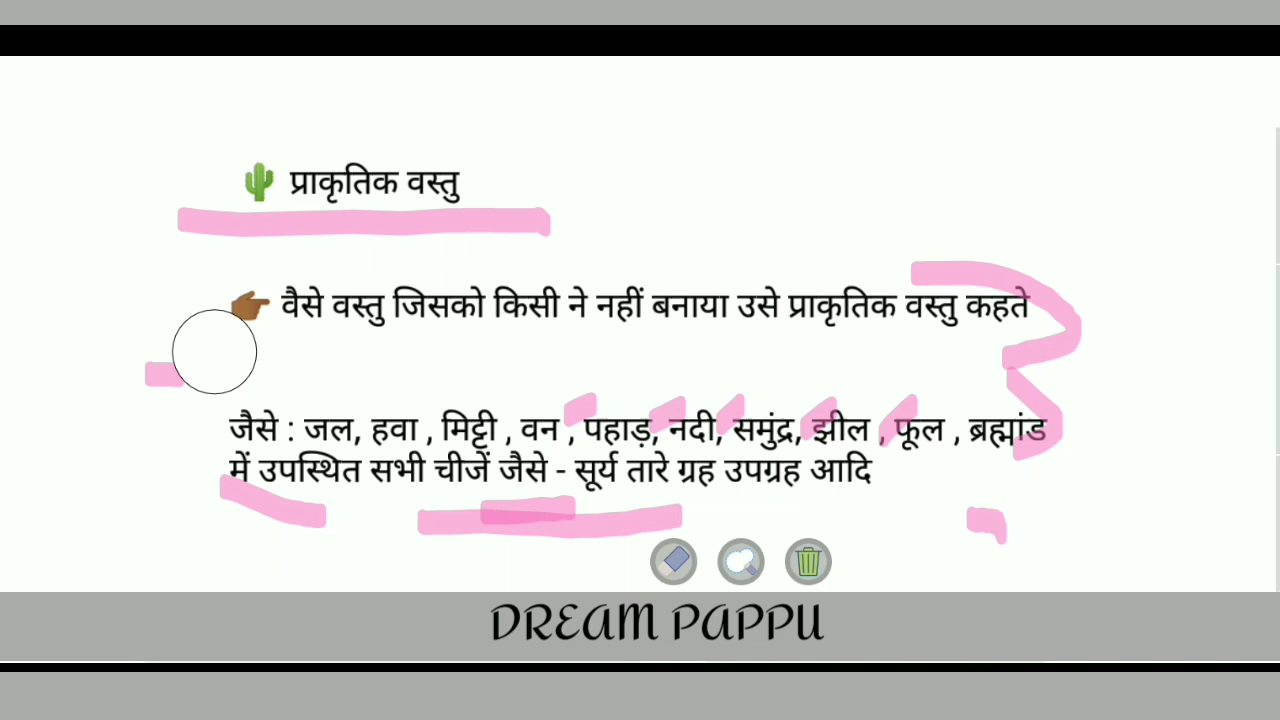 🌵 प्राकृतिक वस्तु
👉🏾 वैसे वस्तु जिसको किसी ने नहीं बनाया उसे प्राकृतिक वस्तु कहते
जैसे : जल, हवा , मिट्टी , वन , पहाड़, नदी, समुंद्र, झील , फूल , ब्रह्मांड
में उपस्थित सभी चीजें जैसे - सूर्य तारे ग्रह उपग्रह आदि
DREAM PAPPU